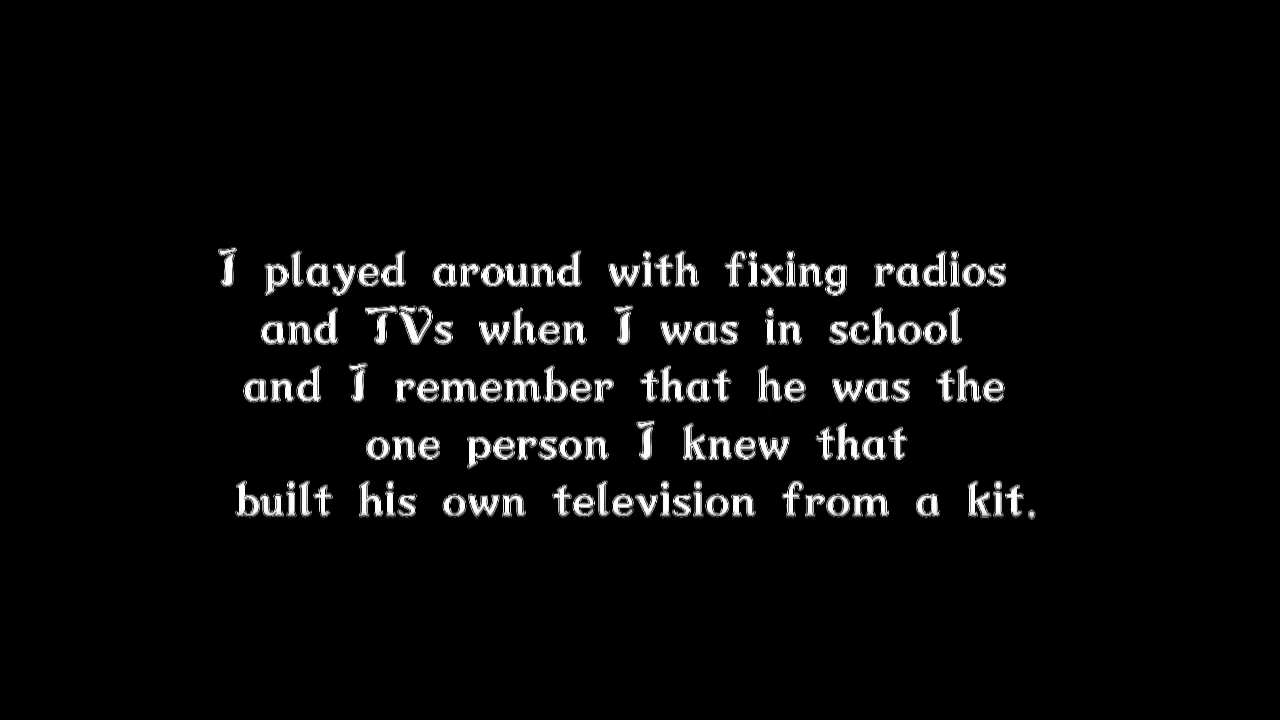 I played around with fixing radios
and TVs when I was in school
and I remember that he was the
one person I knew that
built his own television from a kit.